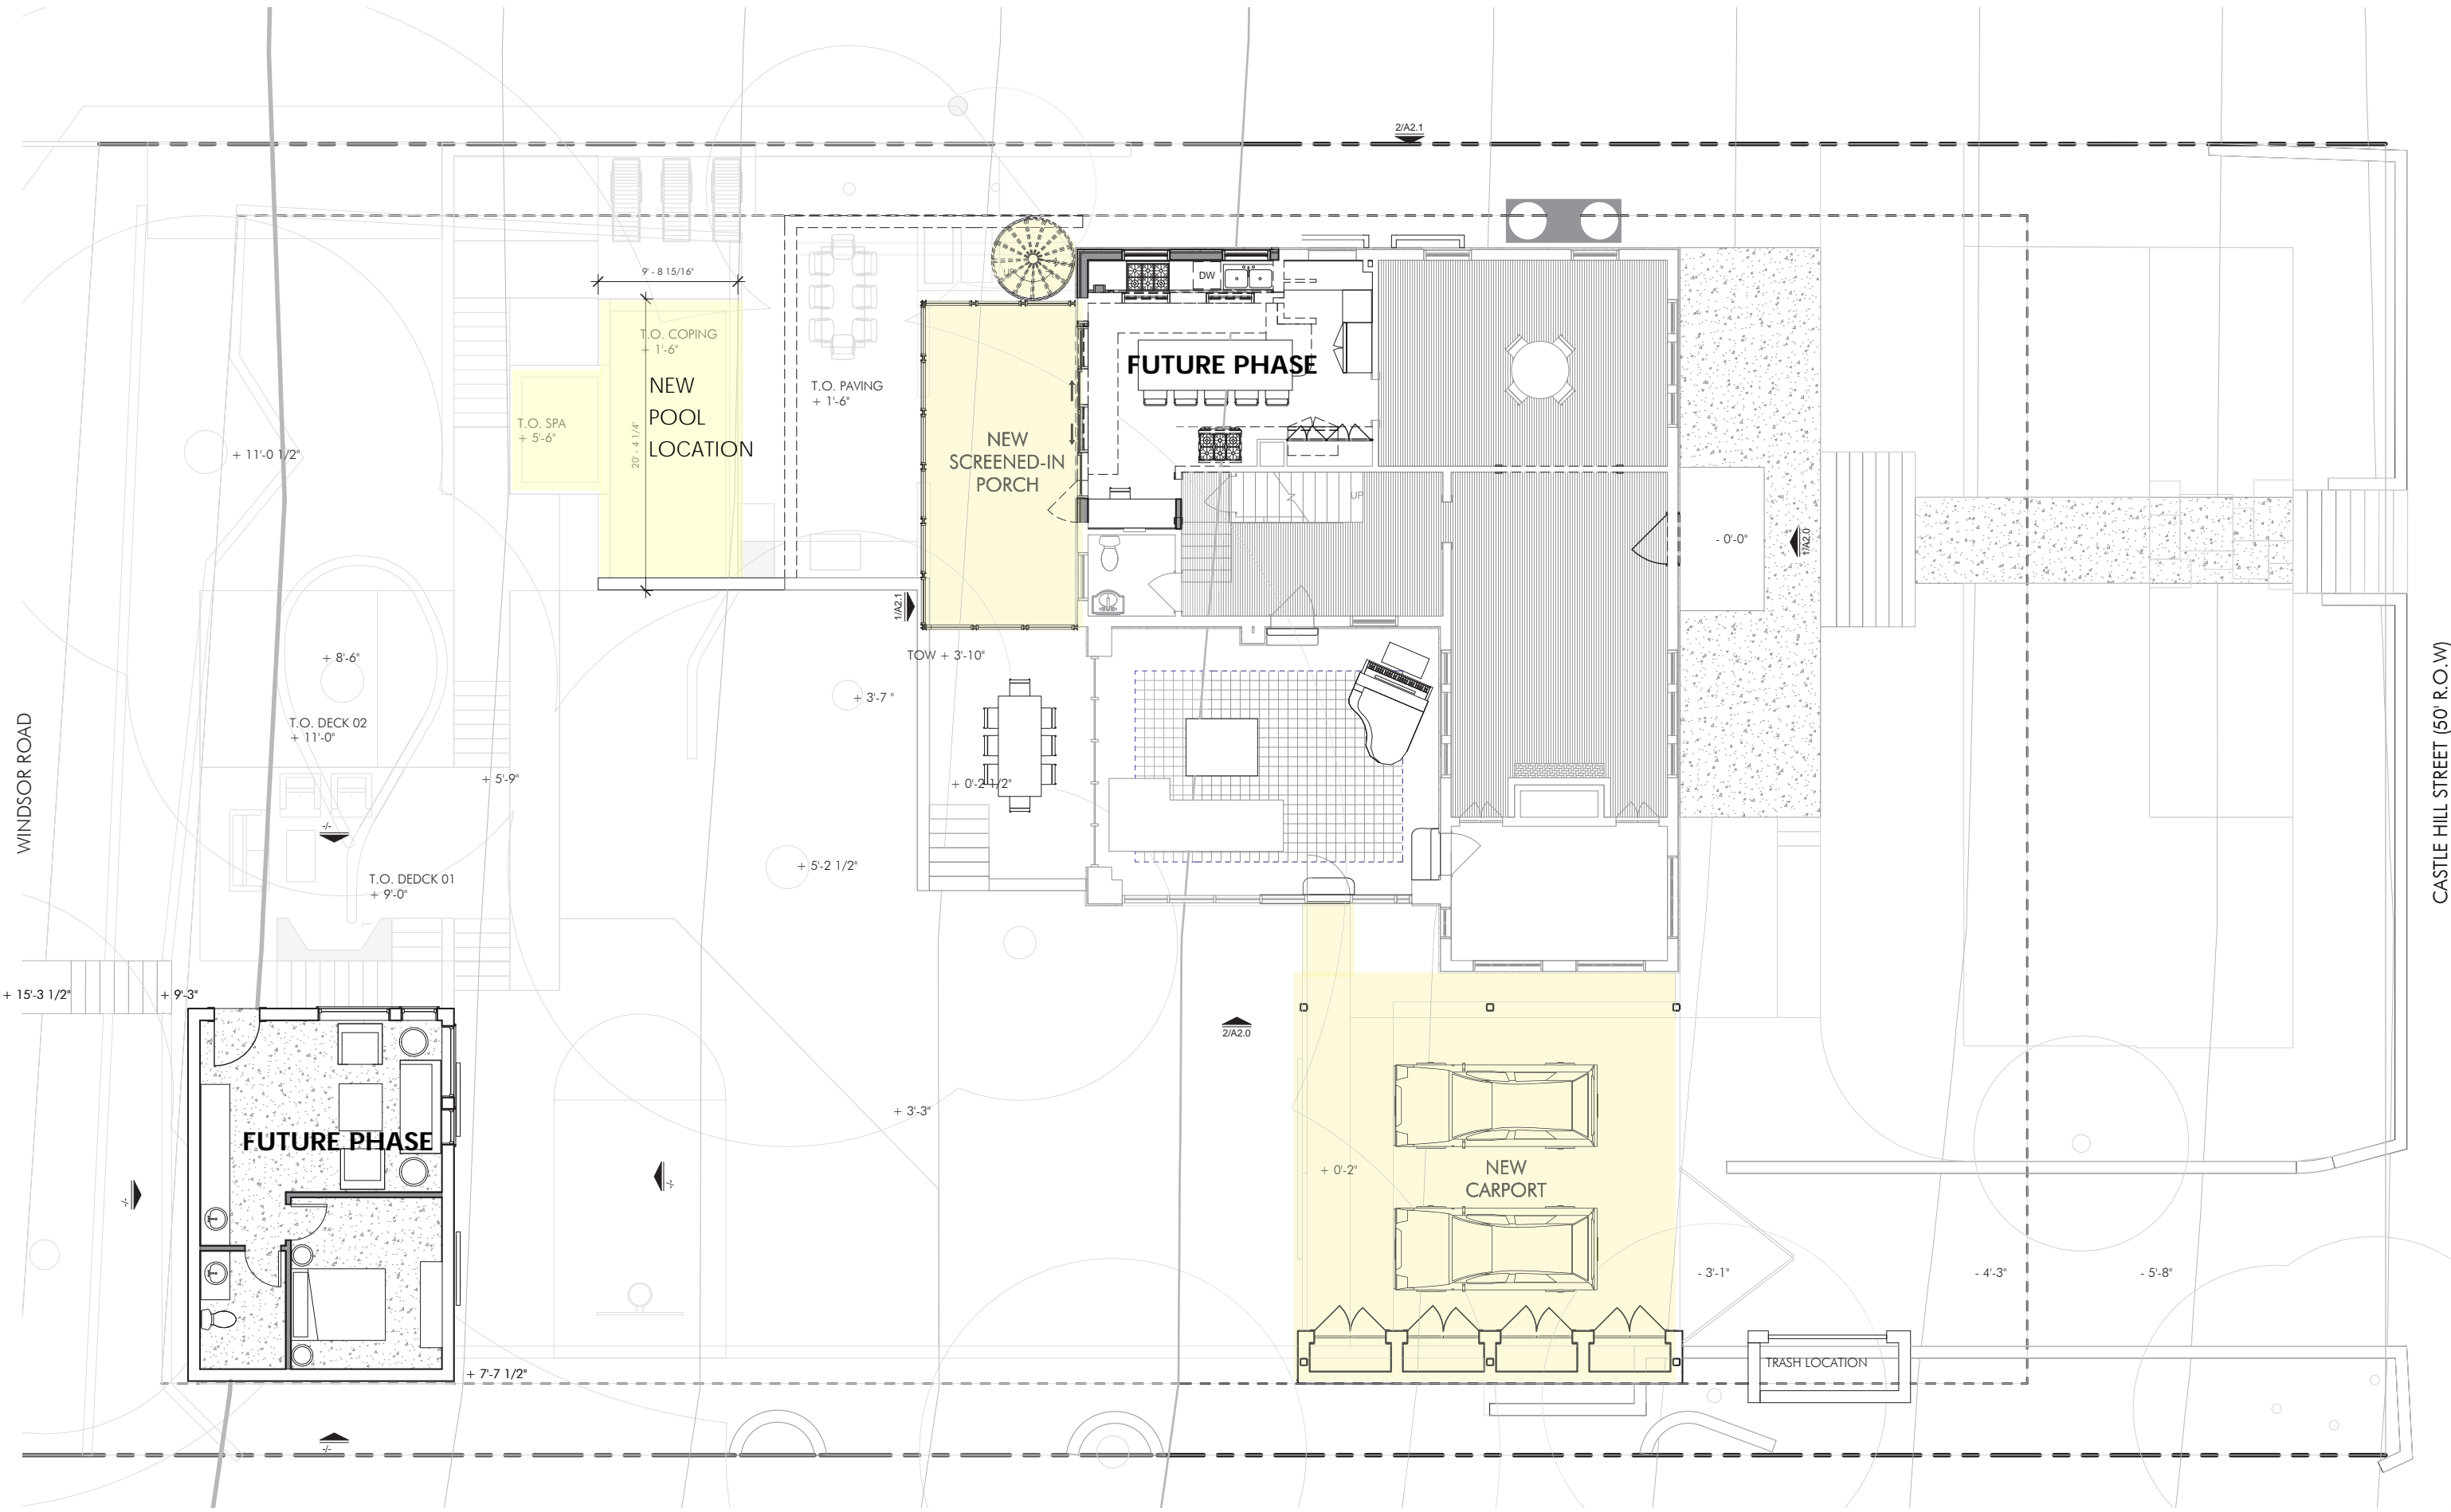 2/A2.1
9' - 8 15/16"
DW
T.O. COPING
+ 1'-6"
FUTURE PHASE
NEW
POOL
LOCATION
T.O. PAVING
+ 1'-6"
T.O. SPA
+ 5'-6"
20' - 4 1/4"
NEW
SCREENED-IN
PORCH
+ 11'-0 1/2"
UP
- 0'-0"
1/A2.0
1/A2.1
TOW + 3'-10"
+ 8'-6"
+ 3'-7 "
T.O. DECK 02
+ 11'-0"
WINDSOR ROAD
CASTLE HILL STREET (50' R.O.W)
+ 5'-9"
+ 0'-2 1/2"
-/-
+ 5'-2 1/2"
T.O. DEDCK 01
+ 9'-0"
+ 15'-3 1/2"
+ 9'-3"
2/A2.0
+ 3'-3"
FUTURE PHASE
-/-
-/-
+ 0'-2"
NEW
CARPORT
- 3'-1"
- 4'-3"
- 5'-8"
TRASH LOCATION
+ 7'-7 1/2"
-/-